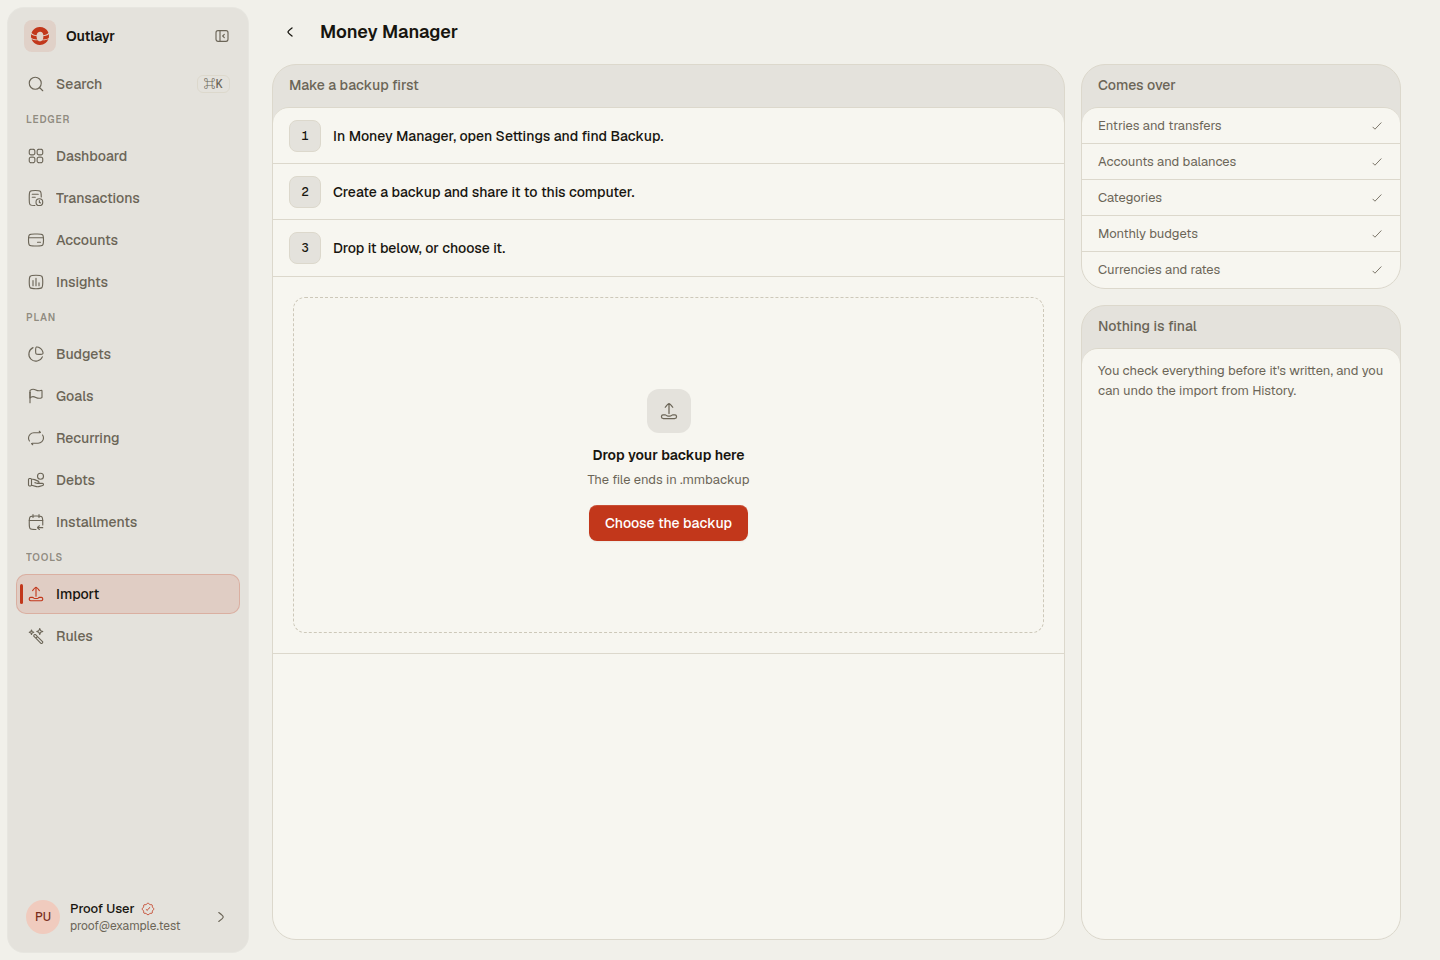 Outlayr
Search
⌘K
LEDGER
Dashboard
Transactions
Accounts
Insights
PLAN
Budgets
Goals
Recurring
Debts
Installments
TOOLS
Import
Rules
PU
Proof User
proof@example.test
Money Manager
Make a backup first
1
In Money Manager, open Settings and find Backup.
2
Create a backup and share it to this computer.
3
Drop it below, or choose it.
Drop your backup here
The file ends in .mmbackup
Choose the backup
Comes over
Entries and transfers
Accounts and balances
Categories
Monthly budgets
Currencies and rates
Nothing is final
You check everything before it's written, and you
can undo the import from History.